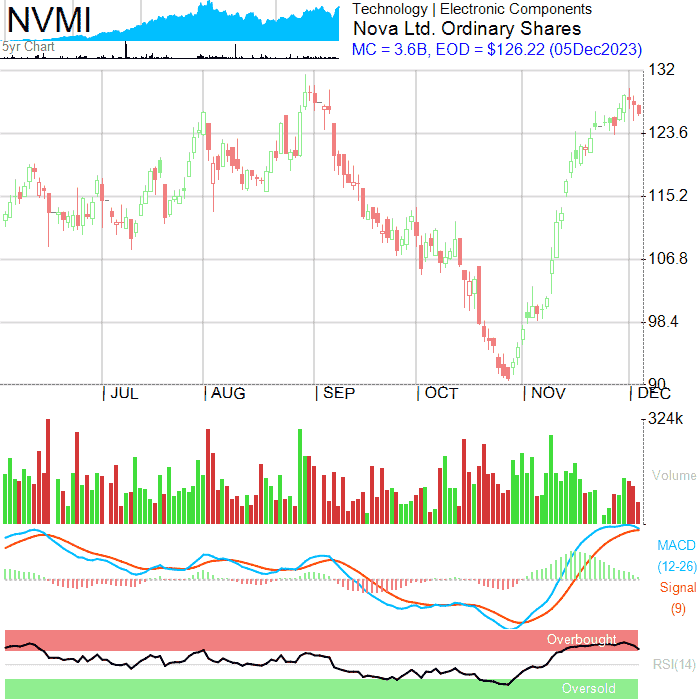 NVMI
5yr Chart
Technology | Electronic Components
Nova Ltd. Ordinary Shares
MC = 3.6B, EOD = $126.22 (05Dec2023)
132
123.6
115.2
106.8
98.4
90
JUL AUG SEP OCT NOV DEC
324k
Volume
MACD
(12-26)
Signal
(9)
Overbought
RSI(14)
Oversold